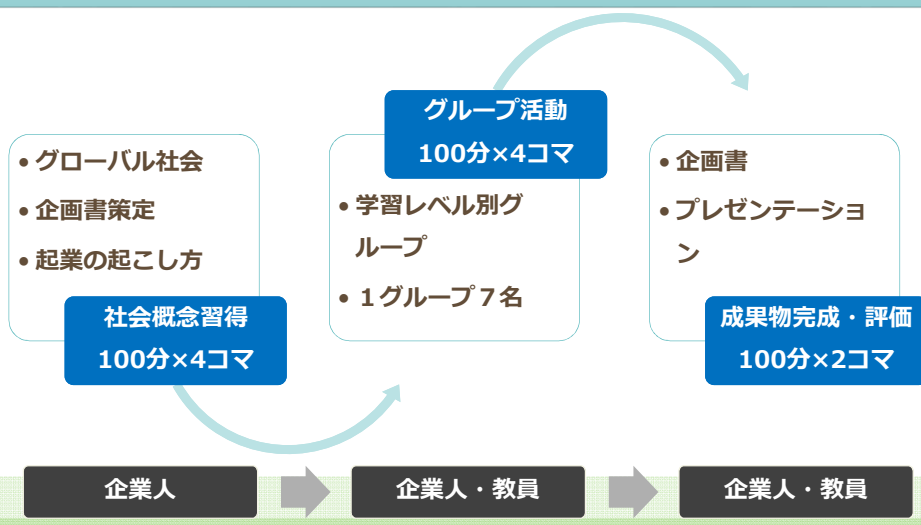 • グローバル社会
• 企画書策定
• 起業の起こし方
社会概念習得
100分×4コマ
グループ活動
100分×4コマ
• 学習レベル別グ
ループ
• １グループ７名
• 企画書
• プレゼンテーショ
ン
成果物完成・評価
100分×2コマ
企業人
企業人・教員
企業人・教員